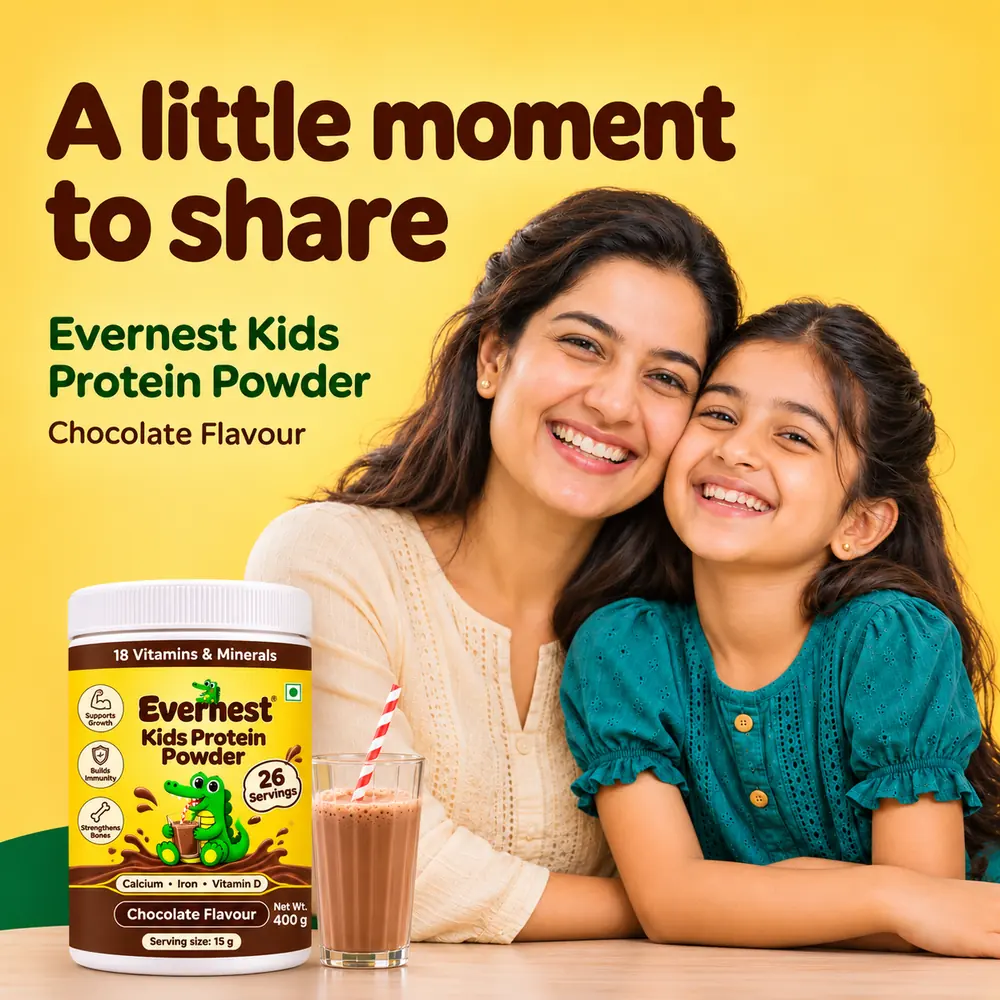 A little moment
to share
Evernest Kids
Protein Powder
Chocolate Flavour
18 Vitamins & Minerals
Evernest®
Kids Protein
Powder
Supports
Growth
Builds
Immunity
Strengthens
Bones
26
Servings
Calcium • Iron • Vitamin D
Chocolate Flavour
Net Wt.
400 g
Serving size: 15 g